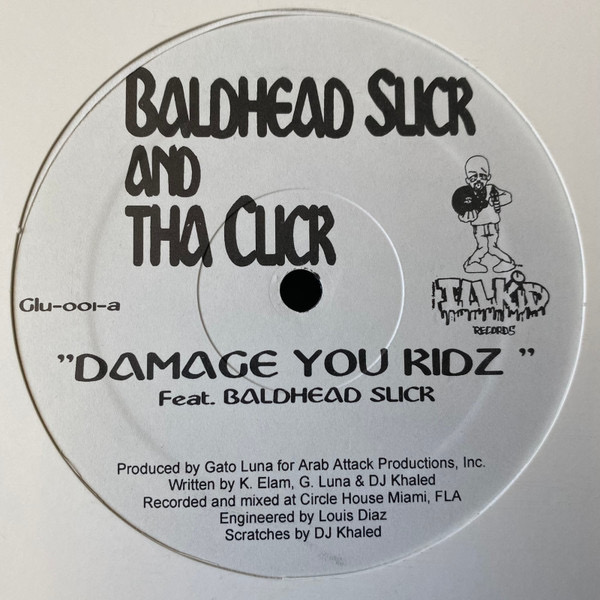 BALDHEAD SLICK
AND
THA CLICK
ILLKID
RECORDS
Glu-001-a
"DAMAGE YOU KIDZ"
Feat. BALDHEAD SLICK
Produced by Gato Luna for Arab Attack Productions, Inc.
Written by K. Elam, G. Luna & DJ Khaled
Recorded and mixed at Circle House Miami, FLA
Engineered by Louis Diaz
Scratches by DJ Khaled